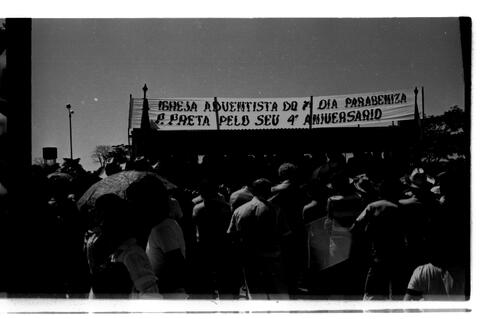 IGREJA ADVENTISTA DO 7º DIA PARABENIZA
P. PRETA PELO SEU 4º ANIVERSARIO